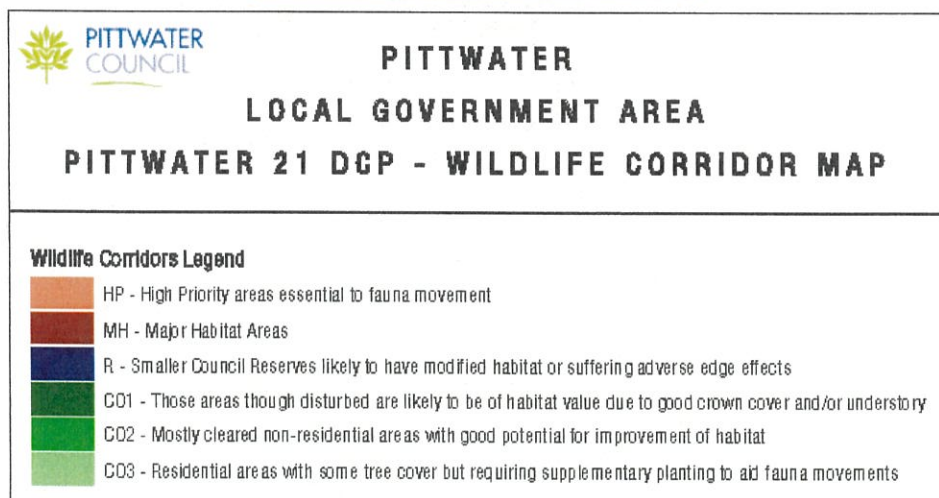 PITTWATER
COUNCIL
PITTWATER
LOCAL GOVERNMENT AREA
PITTWATER 21 DCP - WILDLIFE CORRIDOR MAP
Wildlife Corridors Legend
HP - High Priority areas essential to fauna movement
MH - Major Habitat Areas
R - Smaller Council Reserves likely to have modified habitat or suffering adverse edge effects
CO1 - Those areas though disturbed are likely to be of habitat value due to good crown cover and/or understory
CO2 - Mostly cleared non-residential areas with good potential for improvement of habitat
CO3 - Residential areas with some tree cover but requiring supplementary planting to aid fauna movements